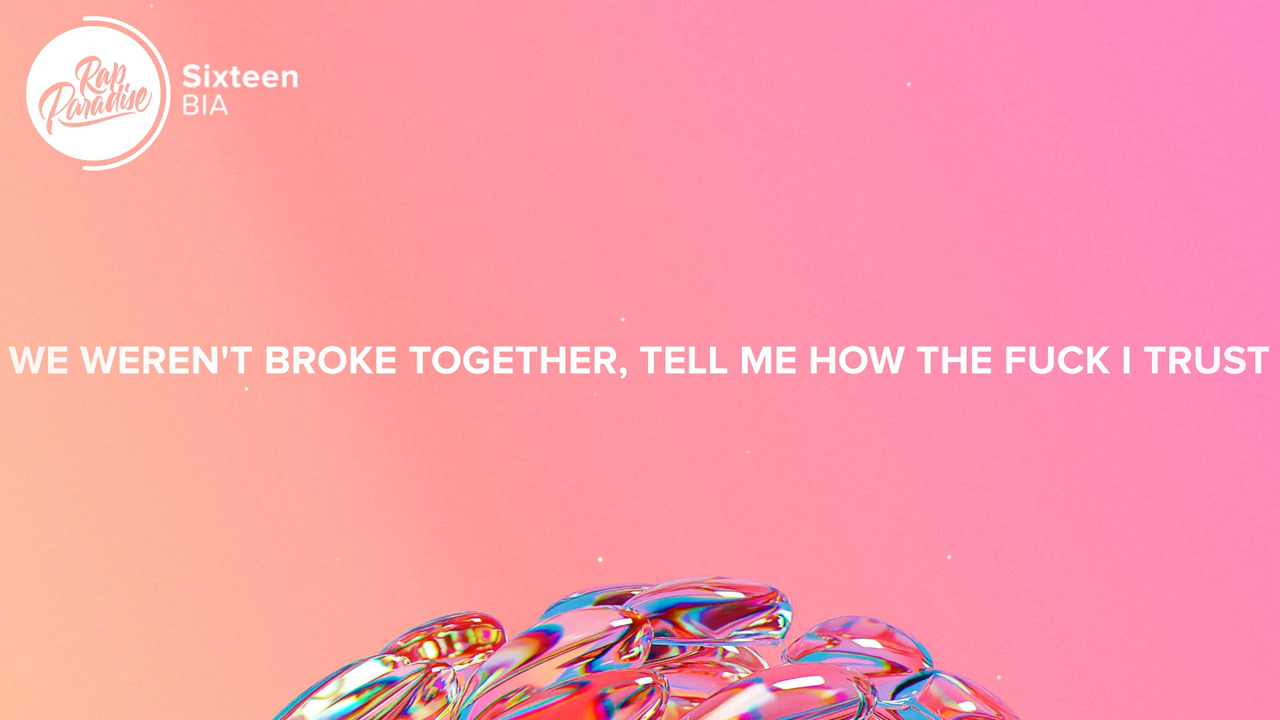 Rap
Paradise
Sixteen
BIA
WE WEREN'T BROKE TOGETHER, TELL ME HOW THE FUCK I TRUST